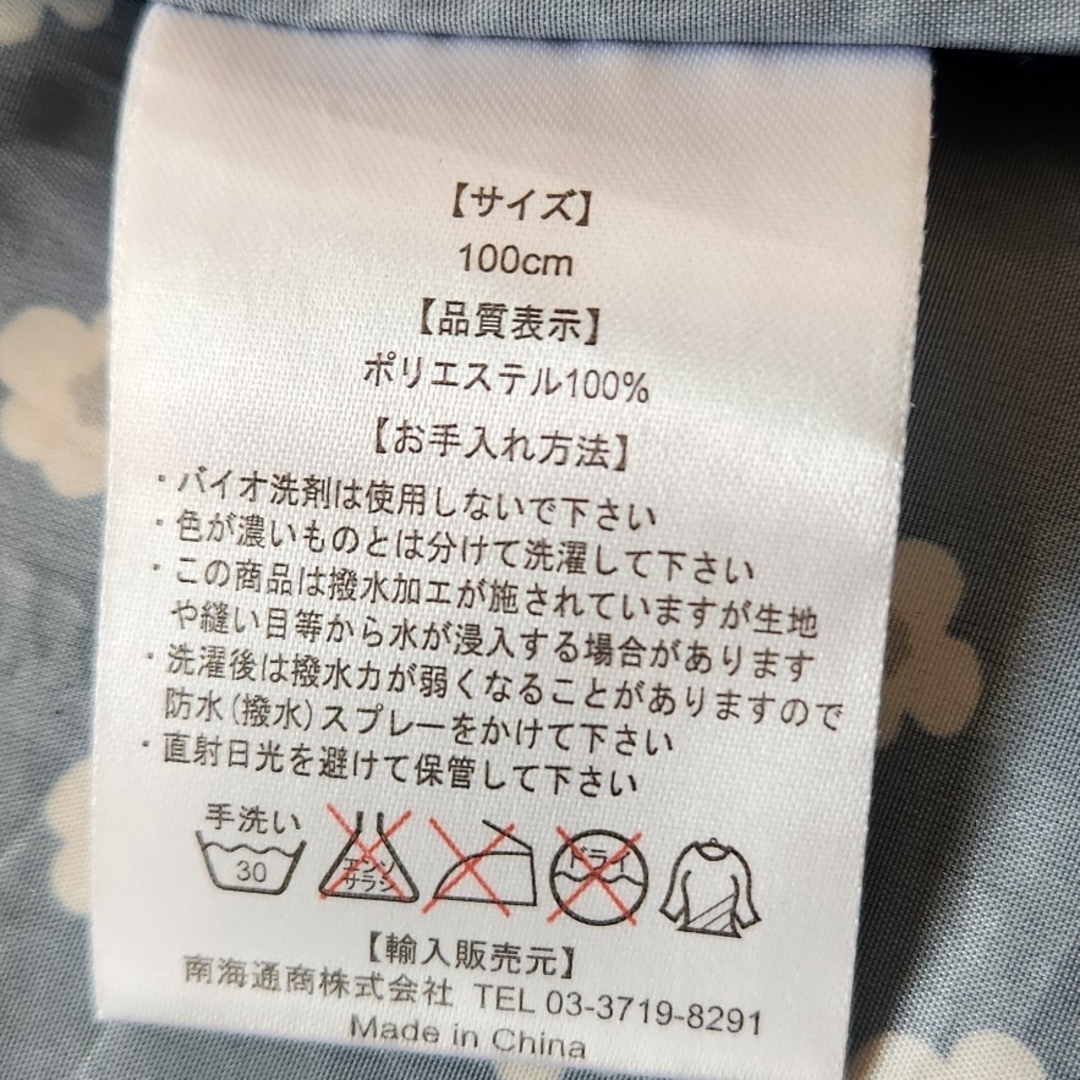 【サイズ】
100cm
【品質表示】
ポリエステル100%
【お手入れ方法】
・バイオ洗剤は使用しないで下さい
・色が濃いものとは分けて洗濯して下さい
・この商品は撥水加工が施されていますが生地
や縫い目等から水が浸入する場合があります
・洗濯後は撥水力が弱くなることがありますので
防水(撥水)スプレーをかけて下さい
・直射日光を避けて保管して下さい
手洗い
30
エンソ
サラシ
ドライ
【輸入販売元】
南海通商株式会社 TEL 03-3719-8291
Made in China